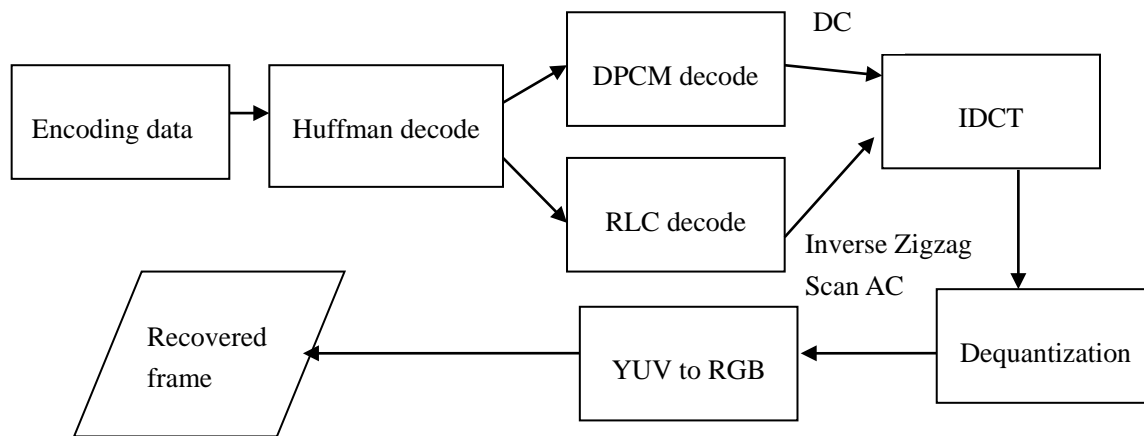 Encoding data
Huffman decode
DPCM decode
DC
RLC decode
Inverse Zigzag
Scan AC
IDCT
Dequantization
YUV to RGB
Recovered
frame